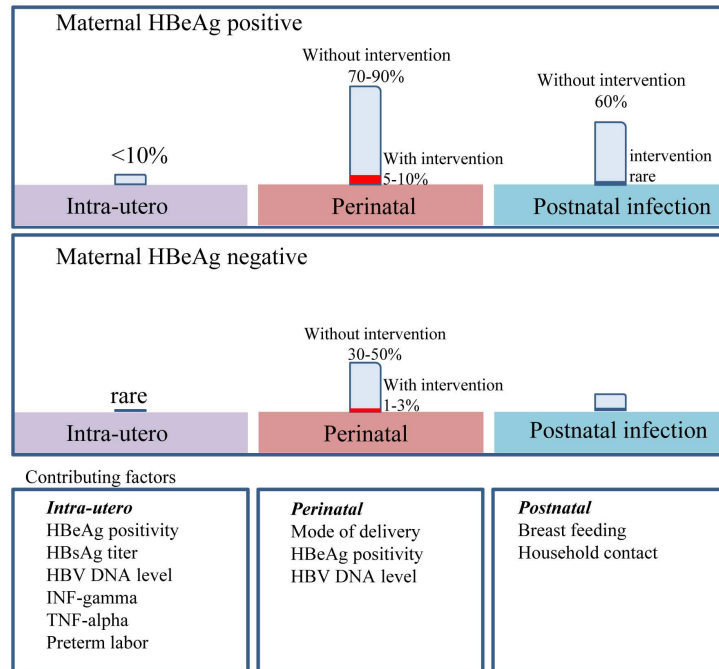 Maternal HBeAg positive
Without intervention
70-90%
Without intervention
60%
<10%
With intervention
5-10%
intervention
rare
Intra-utero
Perinatal
Postnatal infection
Maternal HBeAg negative
Without intervention
30-50%
rare
With intervention
1-3%
Intra-utero
Perinatal
Postnatal infection
Contributing factors
Intra-utero
HBeAg positivity
HBsAg titer
HBV DNA level
INF-gamma
TNF-alpha
Preterm labor
Perinatal
Mode of delivery
HBeAg positivity
HBV DNA level
Postnatal
Breast feeding
Household contact